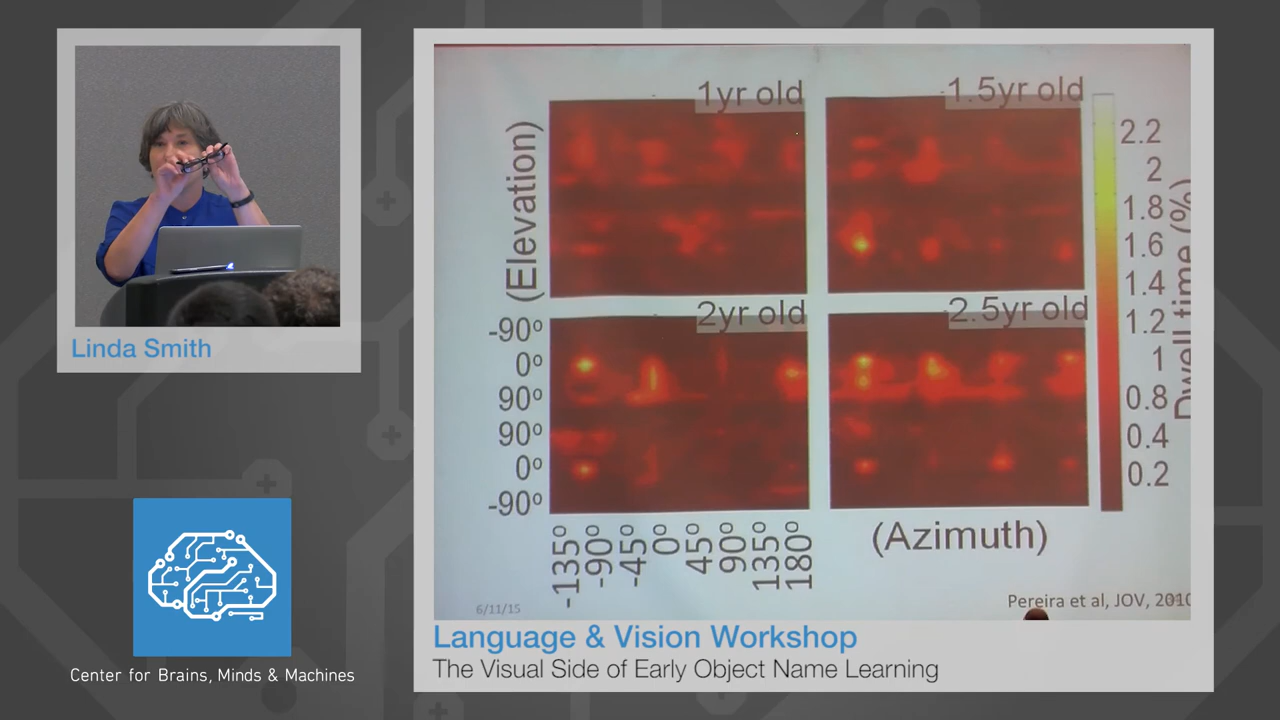 Linda Smith
Center for Brains, Minds & Machines
1yr old
1.5yr old
2yr old
2.5yr old
(Elevation)
-90º
0º
90º
90º
0º
-90º
-135º
-90º
-45º
0º
45º
90º
135º
180º
(Azimuth)
2.2
2
1.8
1.6
1.4
1.2
1
0.8
0.4
0.2
Dwell time (%)
6/11/15
Pereira et al, JOV, 2010
Language & Vision Workshop
The Visual Side of Early Object Name Learning